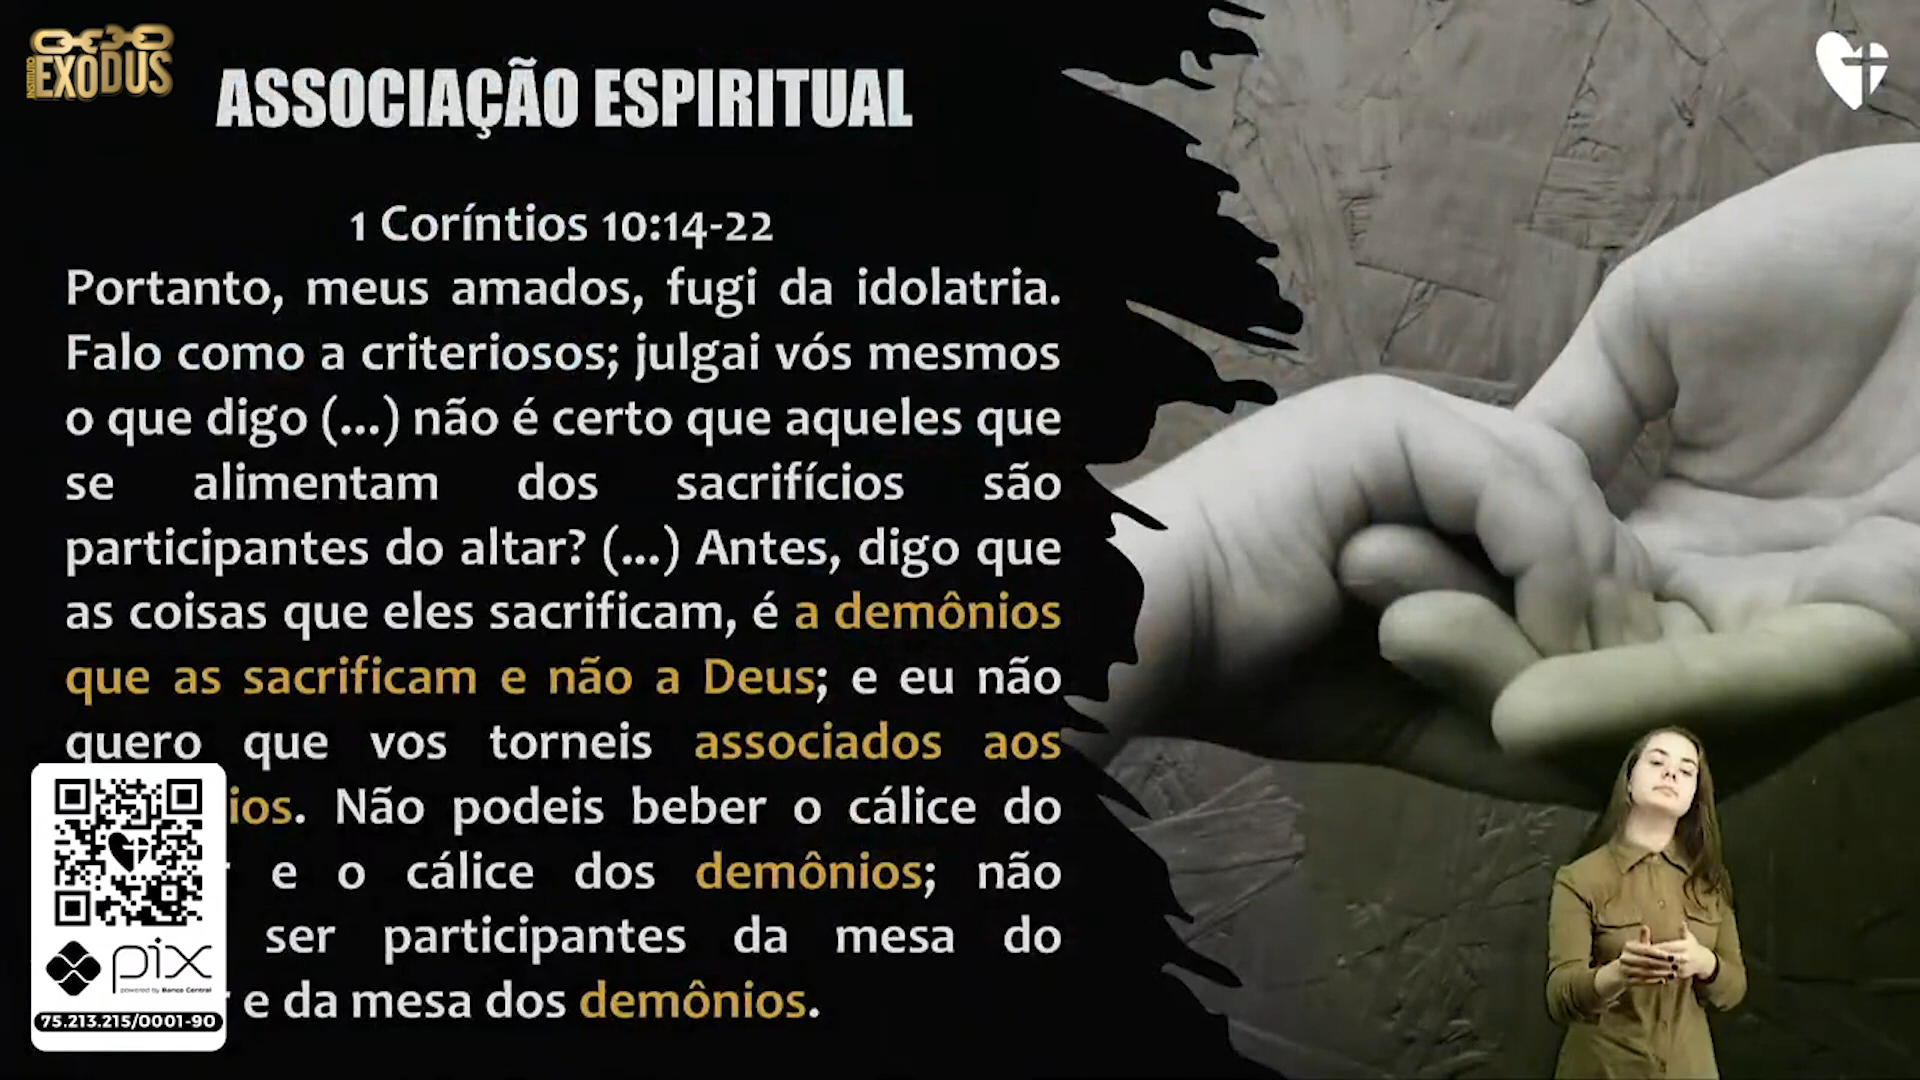 INSTITUTO
EXODUS
ASSOCIAÇÃO ESPIRITUAL
1 Coríntios 10:14-22
Portanto, meus amados, fugi da idolatria.
Falo como a criteriosos; julgai vós mesmos
o que digo (...) não é certo que aqueles que
se alimentam dos sacrifícios são
participantes do altar? (...) Antes, digo que
as coisas que eles sacrificam, é a demônios
que as sacrificam e não a Deus; e eu não
quero que vos torneis associados aos
ios. Não podeis beber o cálice do
e o cálice dos demônios; não
ser participantes da mesa do
e da mesa dos demônios.
pix
powered by Banco Central
75.213.215/0001-90